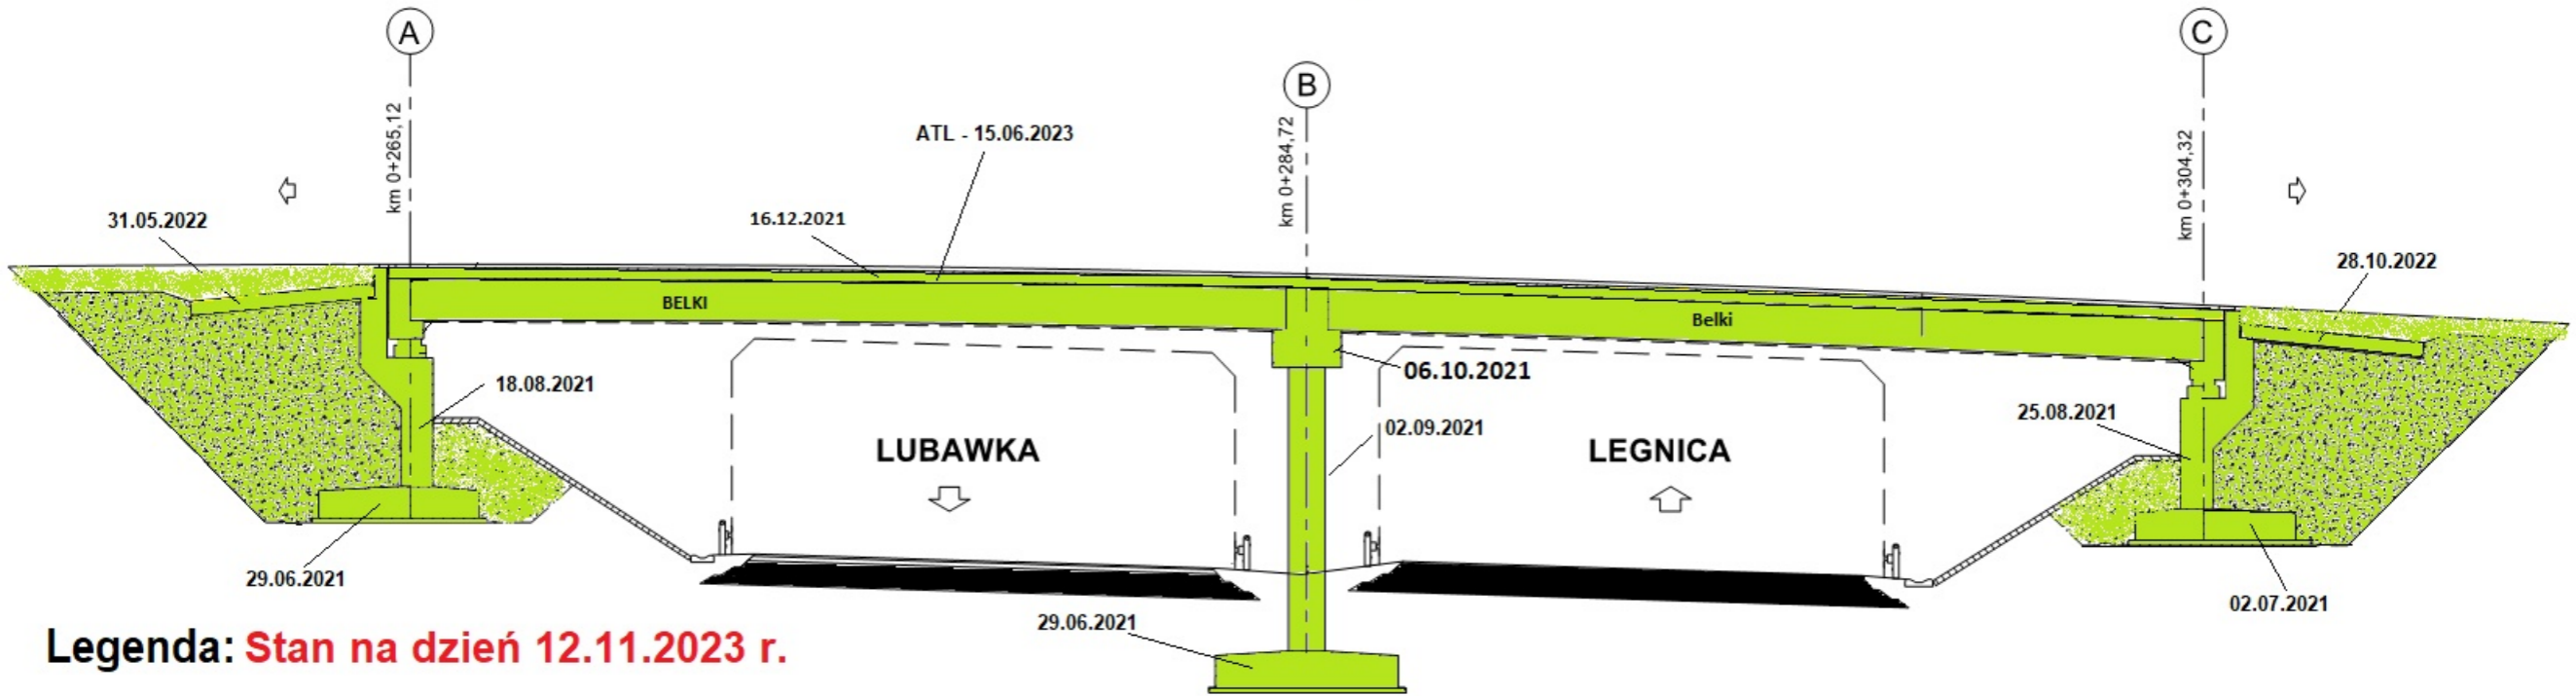 A
B
C
km 0+265,12
km 0+284,72
km 0+304,32
ATL - 15.06.2023
31.05.2022
16.12.2021
28.10.2022
BELKI
Belki
06.10.2021
18.08.2021
25.08.2021
02.09.2021
LUBAWKA
LEGNICA
29.06.2021
02.07.2021
29.06.2021
Legenda: Stan na dzień 12.11.2023 r.